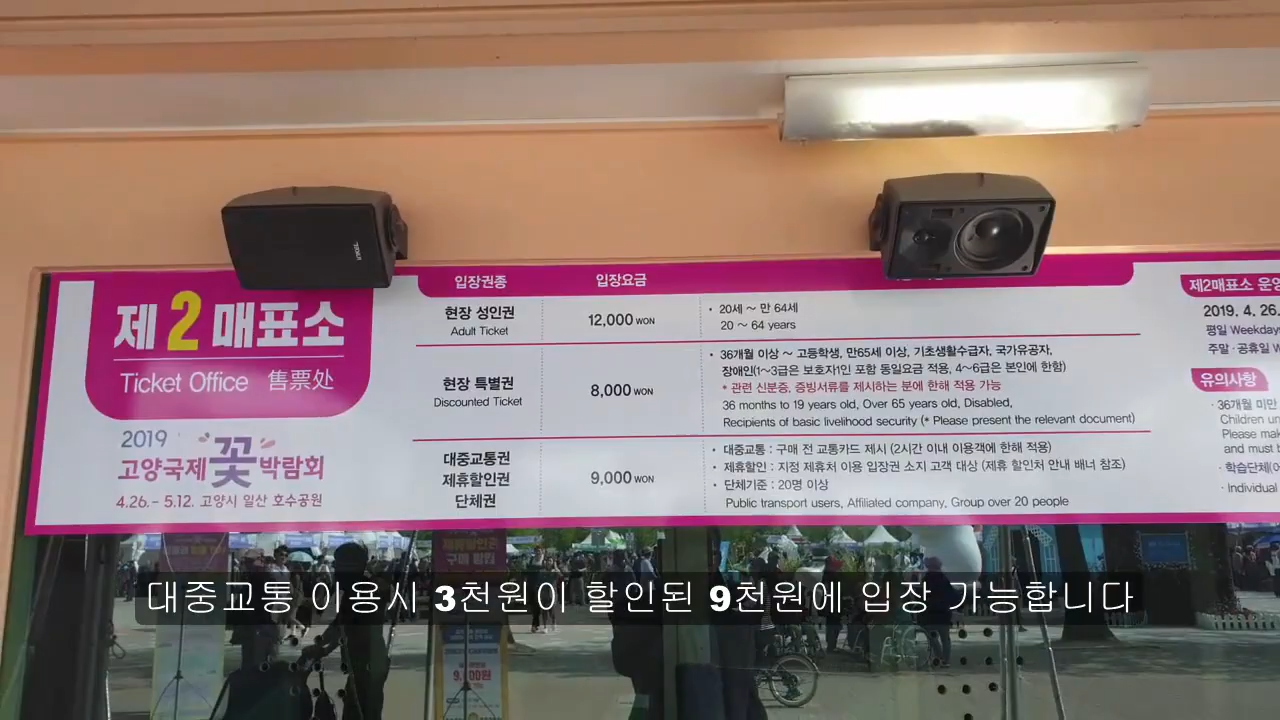 입장권종 입장요금
제2매표소
Ticket Office 售票处
2019
고양국제꽃박람회
4.26. - 5.12. 고양시 일산 호수공원
현장 성인권
Adult Ticket
12,000 WON
· 20세 ~ 만 64세
20 ~ 64 years
현장 특별권
Discounted Ticket
8,000 WON
· 36개월 이상 ~ 고등학생, 만65세 이상, 기초생활수급자, 국가유공자,
장애인(1~3급은 보호자1인 포함 동일요금 적용, 4~6급은 본인에 한함)
* 관련 신분증, 증빙서류를 제시하는 분에 한해 적용 가능
36 months to 19 years old, Over 65 years old, Disabled,
Recipients of basic livelihood security (* Please present the relevant document)
대중교통권
제휴할인권
단체권
9,000 WON
· 대중교통 : 구매 전 교통카드 제시 (2시간 이내 이용객에 한해 적용)
· 제휴할인 : 지정 제휴처 이용 입장권 소지 고객 대상 (제휴 할인처 안내 배너 참조)
· 단체기준 : 20명 이상
Public transport users, Affiliated company, Group over 20 people
제2매표소 운영
2019. 4. 26.
평일 Weekdays
주말 · 공휴일 W
유의사항
· 36개월 미만
Children un
Please mak
and must b
· 학습단체(
· Individual
제휴할인권
구매 방법
대중교통 이용시 3천원이 할인된 9천원에 입장 가능합니다